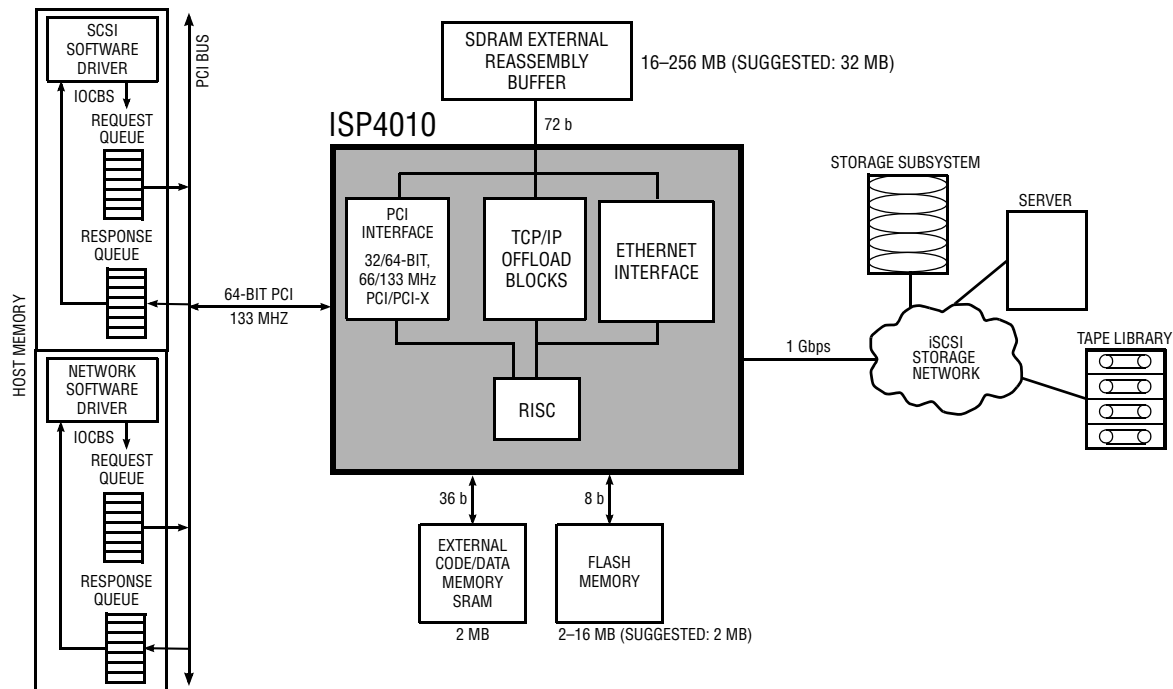 HOST MEMORY
SCSI
SOFTWARE
DRIVER
IOCBS
REQUEST
QUEUE
RESPONSE
QUEUE
NETWORK
SOFTWARE
DRIVER
IOCBS
REQUEST
QUEUE
RESPONSE
QUEUE
PCI BUS
64-BIT PCI
133 MHZ
SDRAM EXTERNAL
REASSEMBLY
BUFFER
16–256 MB (SUGGESTED: 32 MB)
72 b
ISP4010
PCI
INTERFACE
32/64-BIT,
66/133 MHz
PCI/PCI-X
TCP/IP
OFFLOAD
BLOCKS
ETHERNET
INTERFACE
RISC
36 b
8 b
EXTERNAL
CODE/DATA
MEMORY
SRAM
2 MB
FLASH
MEMORY
2–16 MB (SUGGESTED: 2 MB)
1 Gbps
STORAGE SUBSYSTEM
SERVER
iSCSI
STORAGE
NETWORK
TAPE LIBRARY